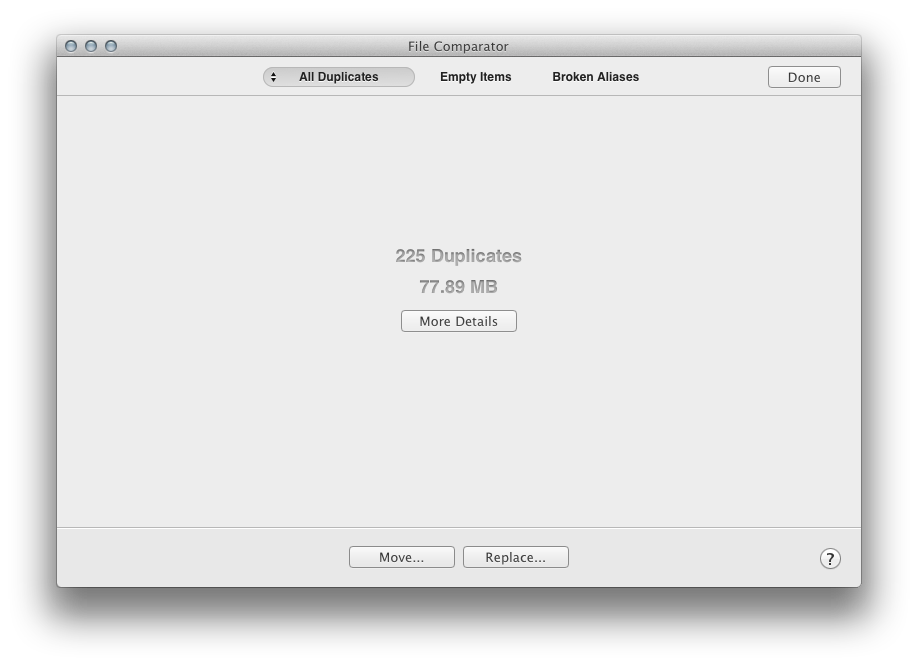 File Comparator
All Duplicates Empty Items Broken Aliases Done
225 Duplicates
77.89 MB
More Details
Move... Replace... ?